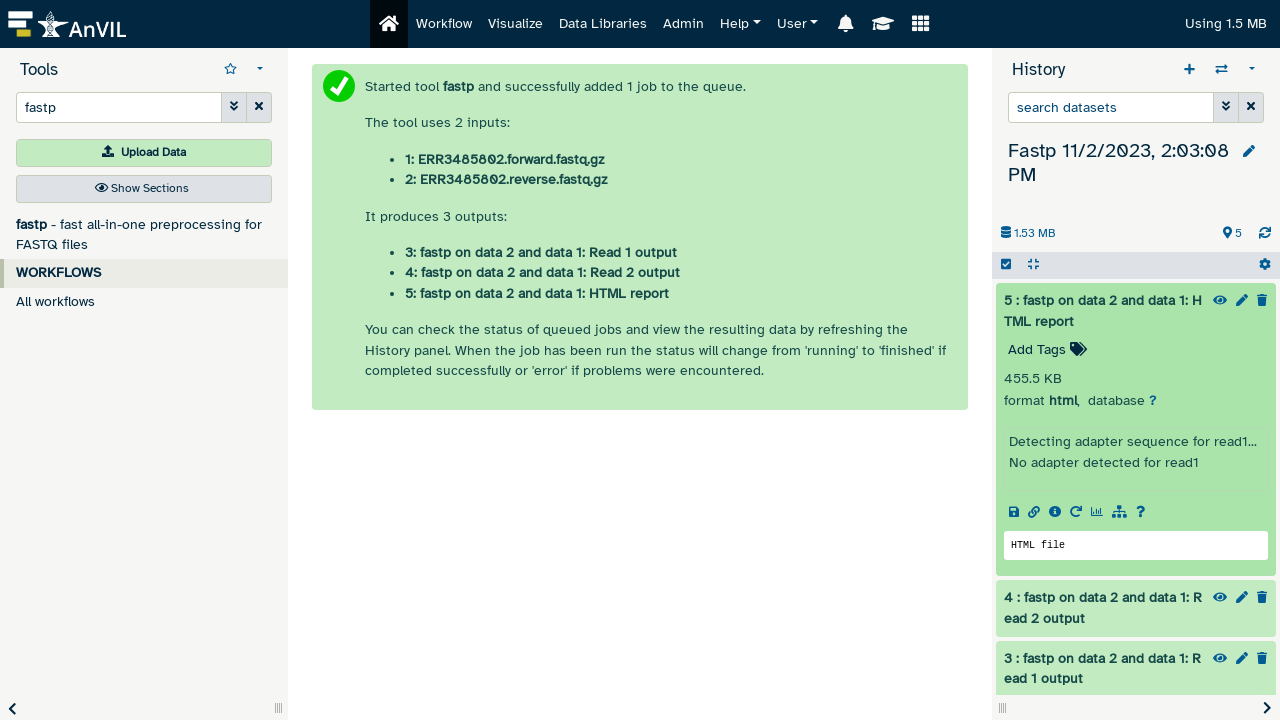 AnVIL
Workflow Visualize Data Libraries Admin Help User
Using 1.5 MB
Tools
fastp
Upload Data
Show Sections
fastp - fast all-in-one preprocessing for
FASTQ files
WORKFLOWS
All workflows
Started tool fastp and successfully added 1 job to the queue.
The tool uses 2 inputs:
• 1: ERR3485802.forward.fastq.gz
• 2: ERR3485802.reverse.fastq.gz
It produces 3 outputs:
• 3: fastp on data 2 and data 1: Read 1 output
• 4: fastp on data 2 and data 1: Read 2 output
• 5: fastp on data 2 and data 1: HTML report
You can check the status of queued jobs and view the resulting data by refreshing the
History panel. When the job has been run the status will change from 'running' to 'finished' if
completed successfully or 'error' if problems were encountered.
History
search datasets
Fastp 11/2/2023, 2:03:08
PM
1.53 MB
5
5 : fastp on data 2 and data 1: H
TML report
Add Tags
455.5 KB
format html, database ?
Detecting adapter sequence for read1...
No adapter detected for read1
HTML file
4 : fastp on data 2 and data 1: R
ead 2 output
3 : fastp on data 2 and data 1: R
ead 1 output